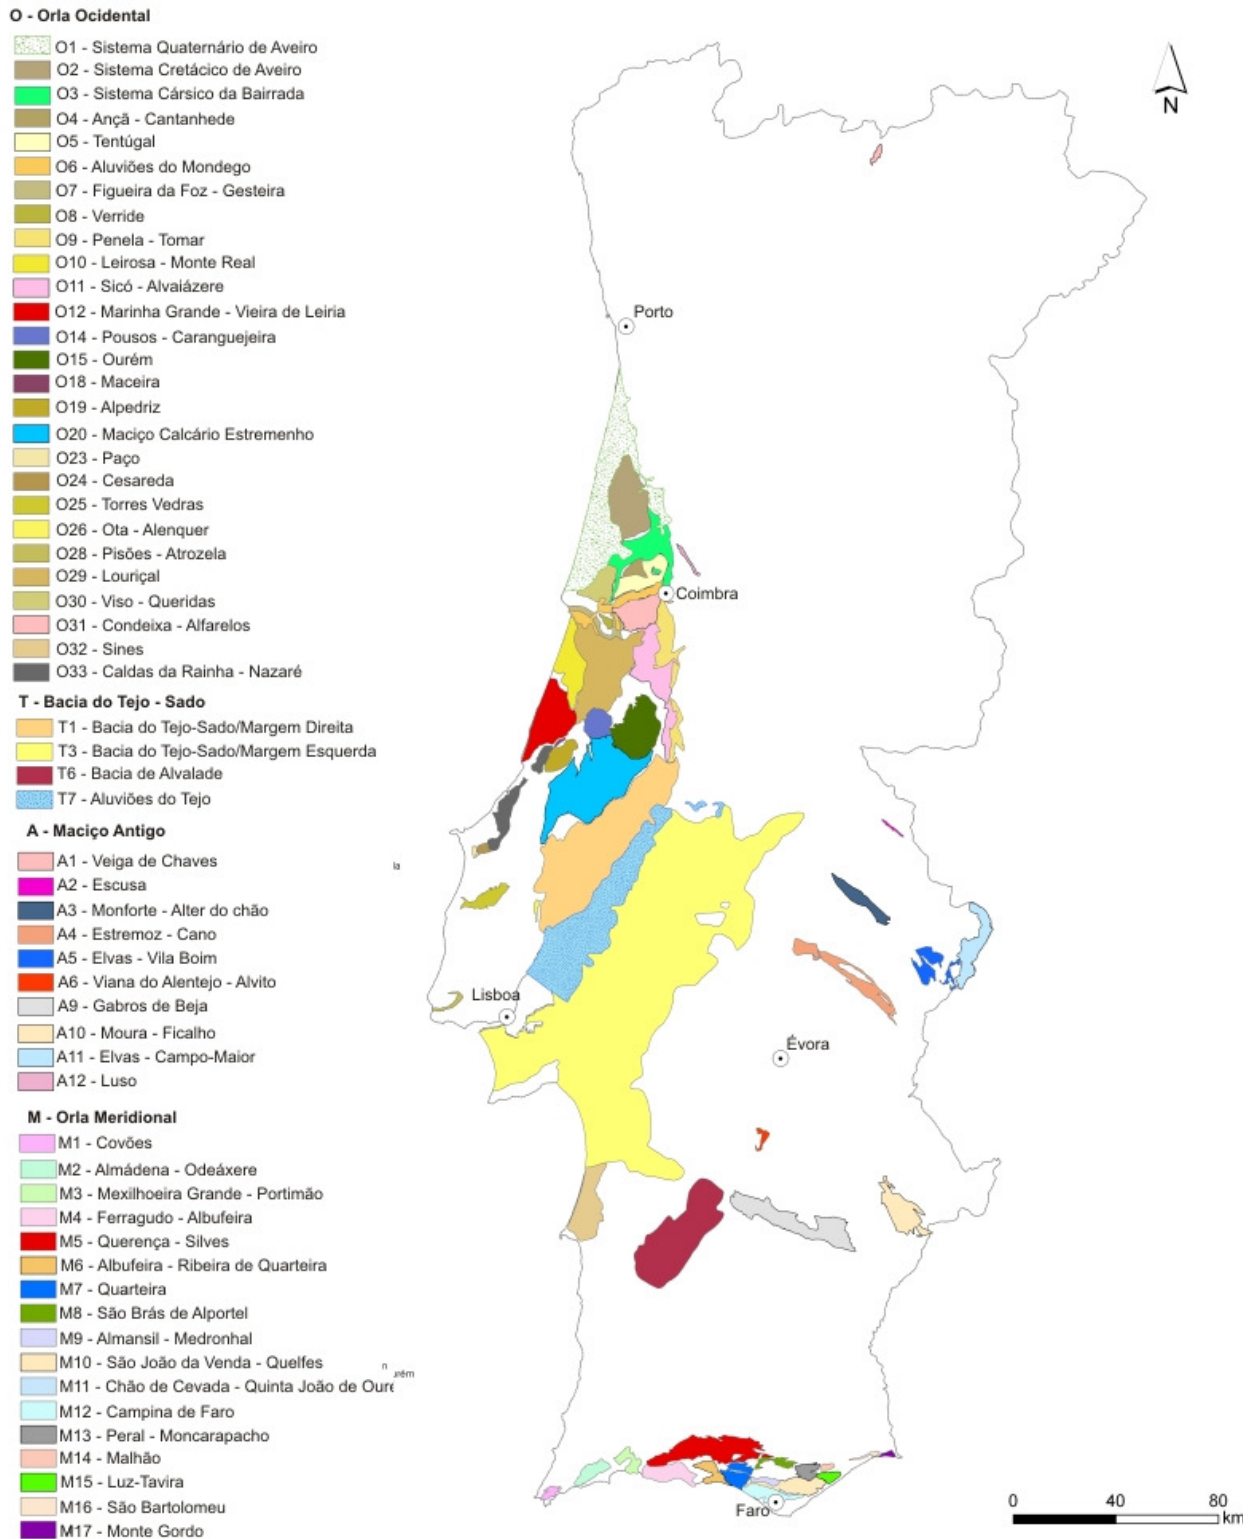 O - Orla Ocidental
O1 - Sistema Quaternário de Aveiro
O2 - Sistema Cretácico de Aveiro
O3 - Sistema Cársico da Bairrada
O4 - Ançã - Cantanhede
O5 - Tentúgal
O6 - Aluviões do Mondego
O7 - Figueira da Foz - Gesteira
O8 - Verride
O9 - Penela - Tomar
O10 - Leirosa - Monte Real
O11 - Sicó - Alvaiázere
O12 - Marinha Grande - Vieira de Leiria
O14 - Pousos - Caranguejeira
O15 - Ourém
O18 - Maceira
O19 - Alpedriz
O20 - Maciço Calcário Estremenho
O23 - Paço
O24 - Cesareda
O25 - Torres Vedras
O26 - Ota - Alenquer
O28 - Pisões - Atrozela
O29 - Louriçal
O30 - Viso - Queridas
O31 - Condeixa - Alfarelos
O32 - Sines
O33 - Caldas da Rainha - Nazaré
T - Bacia do Tejo - Sado
T1 - Bacia do Tejo-Sado/Margem Direita
T3 - Bacia do Tejo-Sado/Margem Esquerda
T6 - Bacia de Alvalade
T7 - Aluviões do Tejo
A - Maciço Antigo
A1 - Veiga de Chaves
A2 - Escusa
A3 - Monforte - Alter do chão
A4 - Estremoz - Cano
A5 - Elvas - Vila Boim
A6 - Viana do Alentejo - Alvito
A9 - Gabros de Beja
A10 - Moura - Ficalho
A11 - Elvas - Campo-Maior
A12 - Luso
M - Orla Meridional
M1 - Covões
M2 - Almádena - Odeáxere
M3 - Mexilhoeira Grande - Portimão
M4 - Ferragudo - Albufeira
M5 - Querença - Silves
M6 - Albufeira - Ribeira de Quarteira
M7 - Quarteira
M8 - São Brás de Alportel
M9 - Almansil - Medronhal
M10 - São João da Venda - Quelfes
M11 - Chão de Cevada - Quinta João de Ouré
M12 - Campina de Faro
M13 - Peral - Moncarapacho
M14 - Malhão
M15 - Luz-Tavira
M16 - São Bartolomeu
M17 - Monte Gordo
N
Porto
Coimbra
la
Lisboa
Évora
n
urém
Faro
0 40 80
km